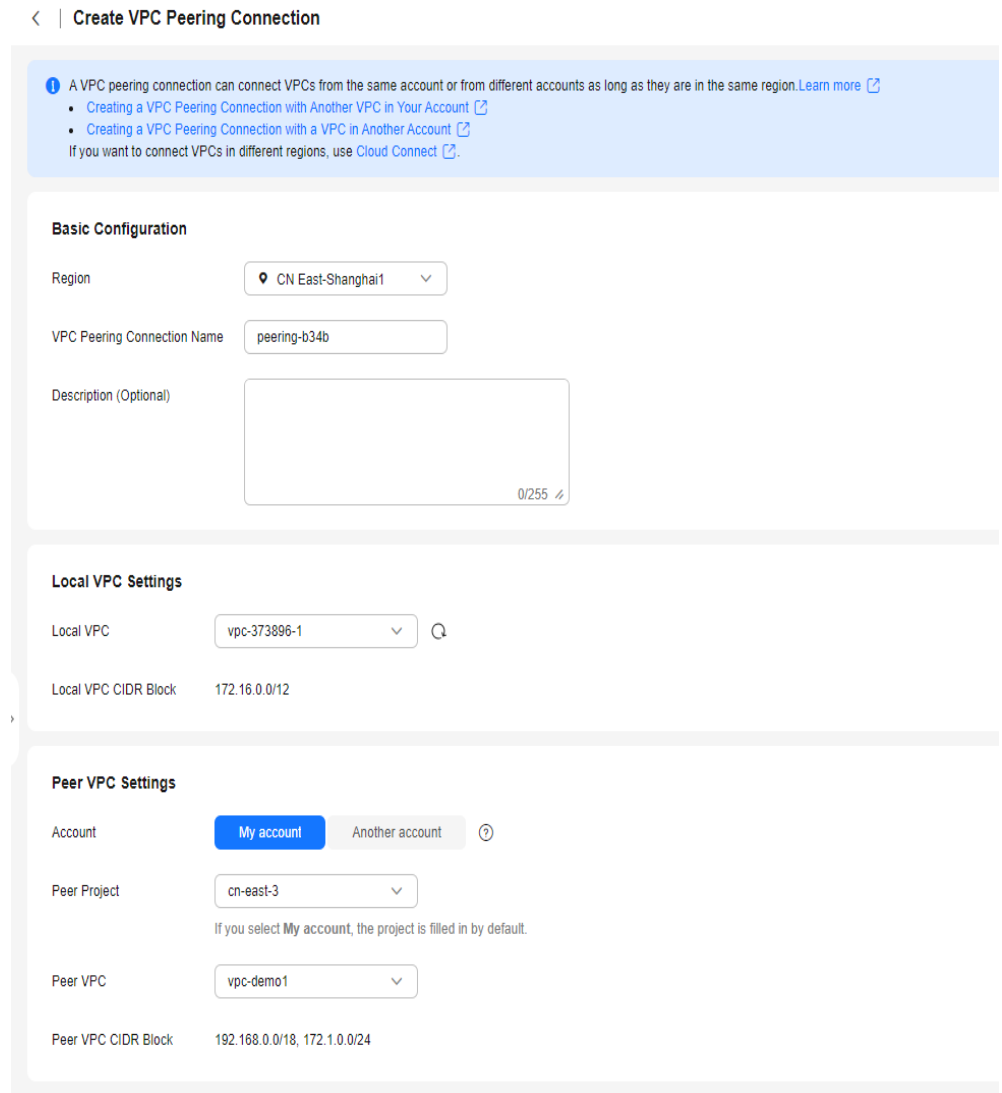 Create VPC Peering Connection
A VPC peering connection can connect VPCs from the same account or from different accounts as long as they are in the same region.Learn more
• Creating a VPC Peering Connection with Another VPC in Your Account
• Creating a VPC Peering Connection with a VPC in Another Account
If you want to connect VPCs in different regions, use Cloud Connect.
Basic Configuration
Region CN East-Shanghai1
VPC Peering Connection Name peering-b34b
Description (Optional)
0/255
Local VPC Settings
Local VPC vpc-373896-1
Local VPC CIDR Block 172.16.0.0/12
Peer VPC Settings
Account My account Another account
Peer Project cn-east-3
If you select My account, the project is filled in by default.
Peer VPC vpc-demo1
Peer VPC CIDR Block 192.168.0.0/18, 172.1.0.0/24